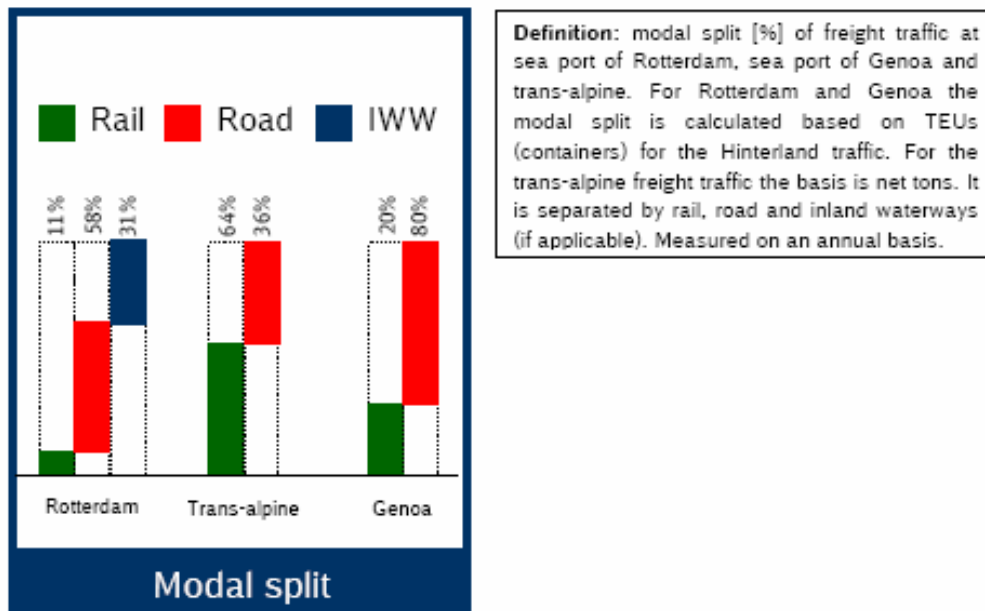 Rail Road IWW
11% 58% 31% 64% 36% 20% 80%
Rotterdam Trans-alpine Genoa
Modal split
Definition: modal split [%] of freight traffic at
sea port of Rotterdam, sea port of Genoa and
trans-alpine. For Rotterdam and Genoa the
modal split is calculated based on TEUs
(containers) for the Hinterland traffic. For the
trans-alpine freight traffic the basis is net tons. It
is separated by rail, road and inland waterways
(if applicable). Measured on an annual basis.